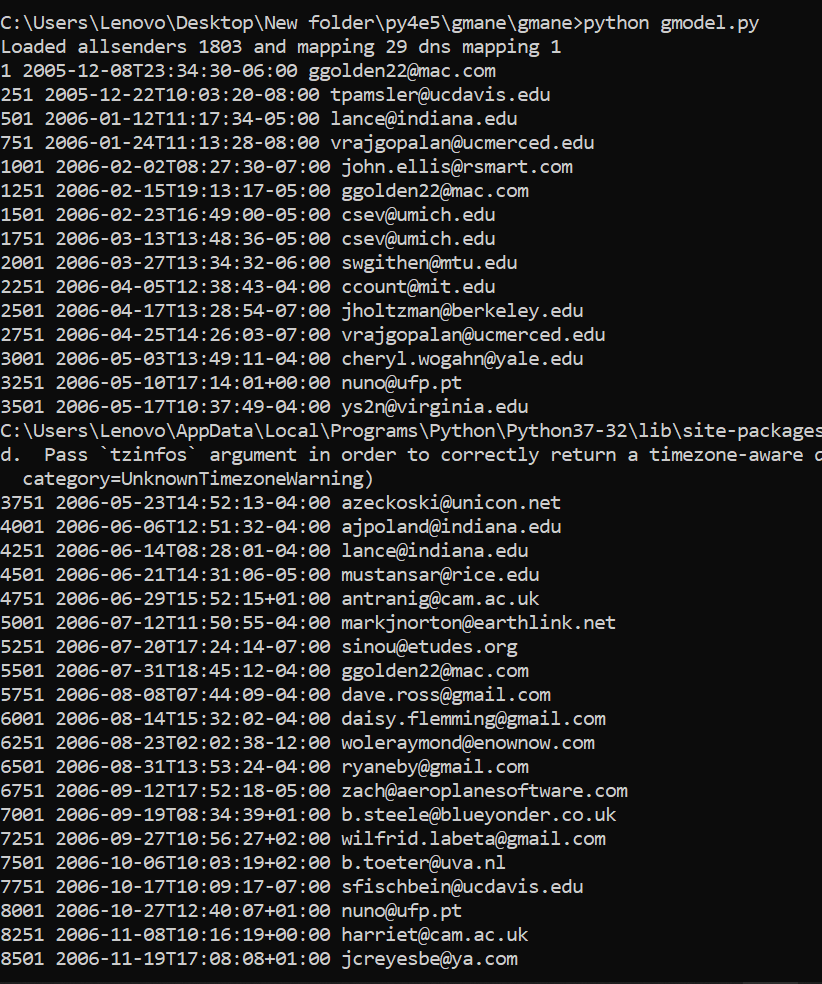 C:\Users\Lenovo\Desktop\New folder\py4e5\gmane\gmane>python gmodel.py
Loaded allsenders 1803 and mapping 29 dns mapping 1
1 2005-12-08T23:34:30-06:00 ggolden22@mac.com
251 2005-12-22T10:03:20-08:00 tpamsler@ucdavis.edu
501 2006-01-12T11:17:34-05:00 lance@indiana.edu
751 2006-01-24T11:13:28-08:00 vrajgopalan@ucmerced.edu
1001 2006-02-02T08:27:30-07:00 john.ellis@rsmart.com
1251 2006-02-15T19:13:17-05:00 ggolden22@mac.com
1501 2006-02-23T16:49:00-05:00 csev@umich.edu
1751 2006-03-13T13:48:36-05:00 csev@umich.edu
2001 2006-03-27T13:34:32-06:00 swgithen@mtu.edu
2251 2006-04-05T12:38:43-04:00 ccount@mit.edu
2501 2006-04-17T13:28:54-07:00 jholtzman@berkeley.edu
2751 2006-04-25T14:26:03-07:00 vrajgopalan@ucmerced.edu
3001 2006-05-03T13:49:11-04:00 cheryl.wogahn@yale.edu
3251 2006-05-10T17:14:01+00:00 nuno@ufp.pt
3501 2006-05-17T10:37:49-04:00 ys2n@virginia.edu
C:\Users\Lenovo\AppData\Local\Programs\Python\Python37-32\lib\site-packages
d.  Pass `tzinfos` argument in order to correctly return a timezone-aware d
  category=UnknownTimezoneWarning)
3751 2006-05-23T14:52:13-04:00 azeckoski@unicon.net
4001 2006-06-06T12:51:32-04:00 ajpoland@indiana.edu
4251 2006-06-14T08:28:01-04:00 lance@indiana.edu
4501 2006-06-21T14:31:06-05:00 mustansar@rice.edu
4751 2006-06-29T15:52:15+01:00 antranig@cam.ac.uk
5001 2006-07-12T11:50:55-04:00 markjnorton@earthlink.net
5251 2006-07-20T17:24:14-07:00 sinou@etudes.org
5501 2006-07-31T18:45:12-04:00 ggolden22@mac.com
5751 2006-08-08T07:44:09-04:00 dave.ross@gmail.com
6001 2006-08-14T15:32:02-04:00 daisy.flemming@gmail.com
6251 2006-08-23T02:02:38-12:00 woleraymond@enownow.com
6501 2006-08-31T13:53:24-04:00 ryaneby@gmail.com
6751 2006-09-12T17:52:18-05:00 zach@aeroplanesoftware.com
7001 2006-09-19T08:34:39+01:00 b.steele@blueyonder.co.uk
7251 2006-09-27T10:56:27+02:00 wilfrid.labeta@gmail.com
7501 2006-10-06T10:03:19+02:00 b.toeter@uva.nl
7751 2006-10-17T10:09:17-07:00 sfischbein@ucdavis.edu
8001 2006-10-27T12:40:07+01:00 nuno@ufp.pt
8251 2006-11-08T10:16:19+00:00 harriet@cam.ac.uk
8501 2006-11-19T17:08:08+01:00 jcreyesbe@ya.com